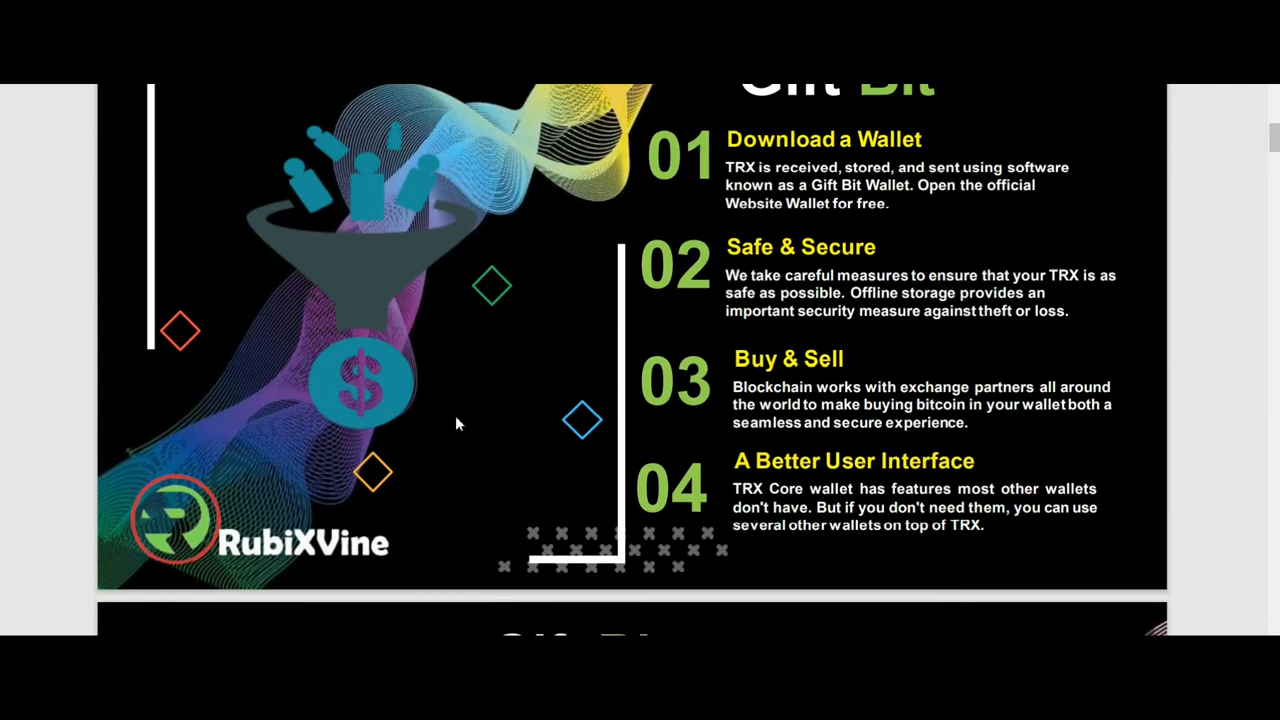 Gift Bit
01
Download a Wallet
TRX is received, stored, and sent using software
known as a Gift Bit Wallet. Open the official
Website Wallet for free.
02
Safe & Secure
We take careful measures to ensure that your TRX is as
safe as possible. Offline storage provides an
important security measure against theft or loss.
03
Buy & Sell
Blockchain works with exchange partners all around
the world to make buying bitcoin in your wallet both a
seamless and secure experience.
04
A Better User Interface
TRX Core wallet has features most other wallets
don't have. But if you don't need them, you can use
several other wallets on top of TRX.
$
RubiXVine